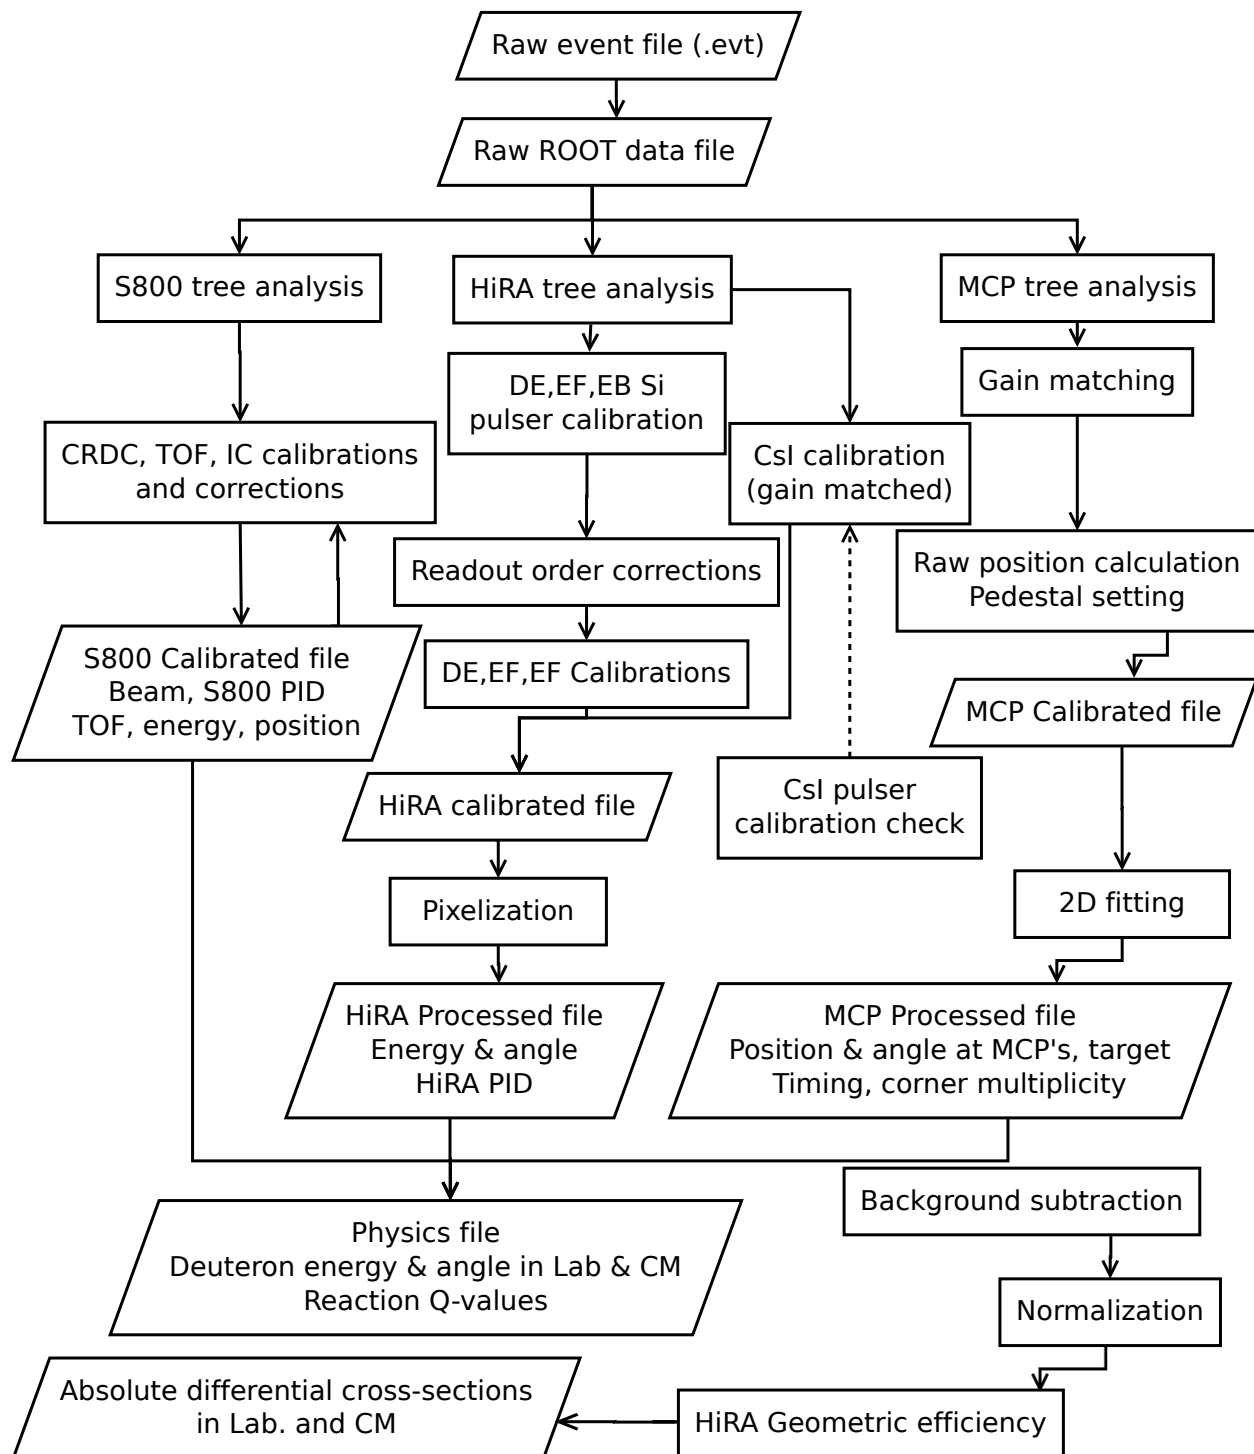 Raw event file (.evt)
Raw ROOT data file
S800 tree analysis
HiRA tree analysis
MCP tree analysis
DE,EF,EB Si
pulser calibration
Gain matching
CRDC, TOF, IC calibrations
and corrections
CsI calibration
(gain matched)
Readout order corrections
Raw position calculation
Pedestal setting
S800 Calibrated file
Beam, S800 PID
TOF, energy, position
DE,EF,EF Calibrations
MCP Calibrated file
HiRA calibrated file
CsI pulser
calibration check
Pixelization
2D fitting
HiRA Processed file
Energy & angle
HiRA PID
MCP Processed file
Position & angle at MCP's, target
Timing, corner multiplicity
Background subtraction
Physics file
Deuteron energy & angle in Lab & CM
Reaction Q-values
Normalization
Absolute differential cross-sections
in Lab. and CM
HiRA Geometric efficiency